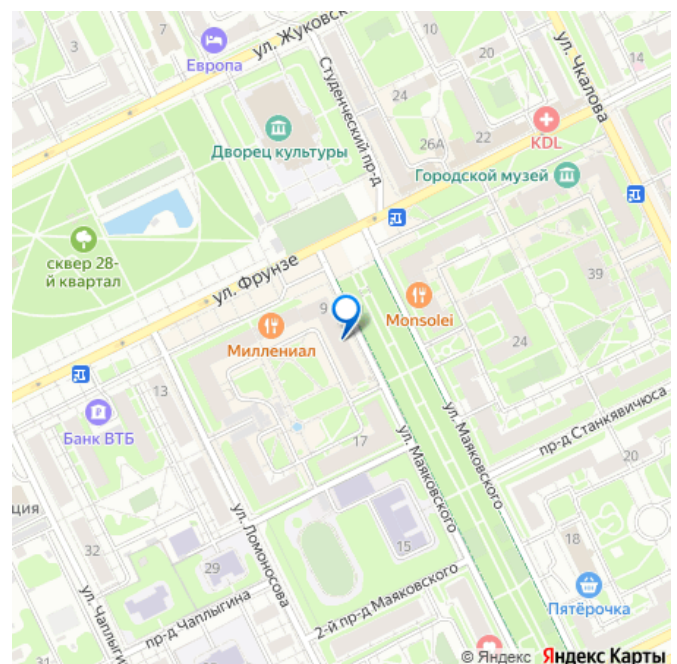 3
7
ул. Жуковского
Европа
10
20
ул. Чкалова
14
Студенческий пр-д
24
22
26А
KDL
Дворец культуры
Городской музей
сквер 28-
й квартал
ул. Фрунзе
39
9
Monsolei
Миллениал
24
13
Банк ВТБ
17
ул. Маяковского
ул. Маяковского
пр-д Станкявичюса
20
ция
ул. Ломоносова
15
18
32
29
Пятёрочка
ул. Чаплыгин
пр-д Чаплыгина
2-й пр-д Маяковского
31
© Яндекс Яндекс Карты